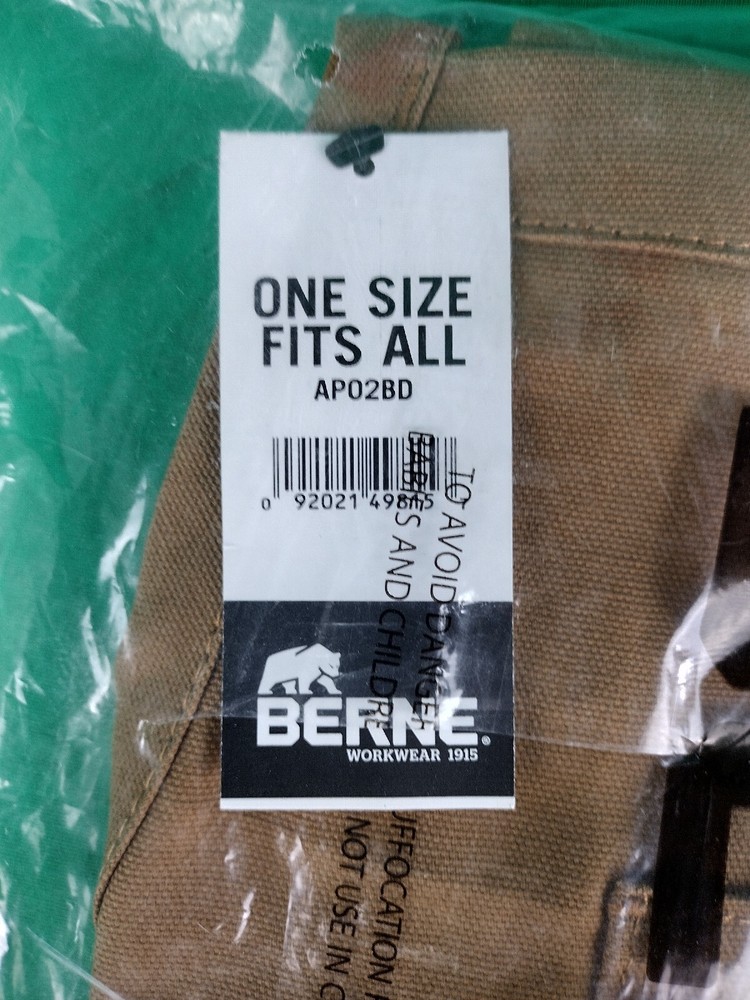 ONE SIZE
FITS ALL
AP02BD
0 92021
BERNE®
WORKWEAR 1915
TO AVOID DANGER
BABIES AND CHILDRE
UFFOCATION
NOT USE IN C